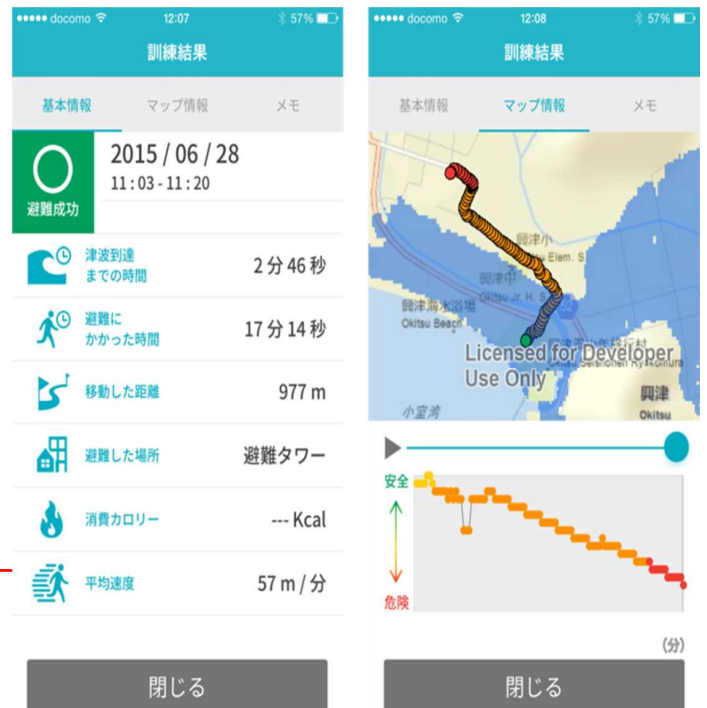 docomo 12:07 57%
訓練結果
基本情報 マップ情報 メモ
避難成功
2015 / 06 / 28
11 : 03 - 11 : 20
津波到達
までの時間
2 分 46 秒
避難に
かかった時間
17 分 14 秒
移動した距離
977 m
避難した場所
避難タワー
消費カロリー
--- Kcal
平均速度
57 m / 分
閉じる
docomo 12:08 57%
訓練結果
基本情報 マップ情報 メモ
興津小
Elem. S
興津中
Okitsu Jr. H. S
興津海水浴場
Okitsu Beach
Licensed for Developer
Use Only
興津
Okitsu
小室湾
安全
危険
(分)
閉じる